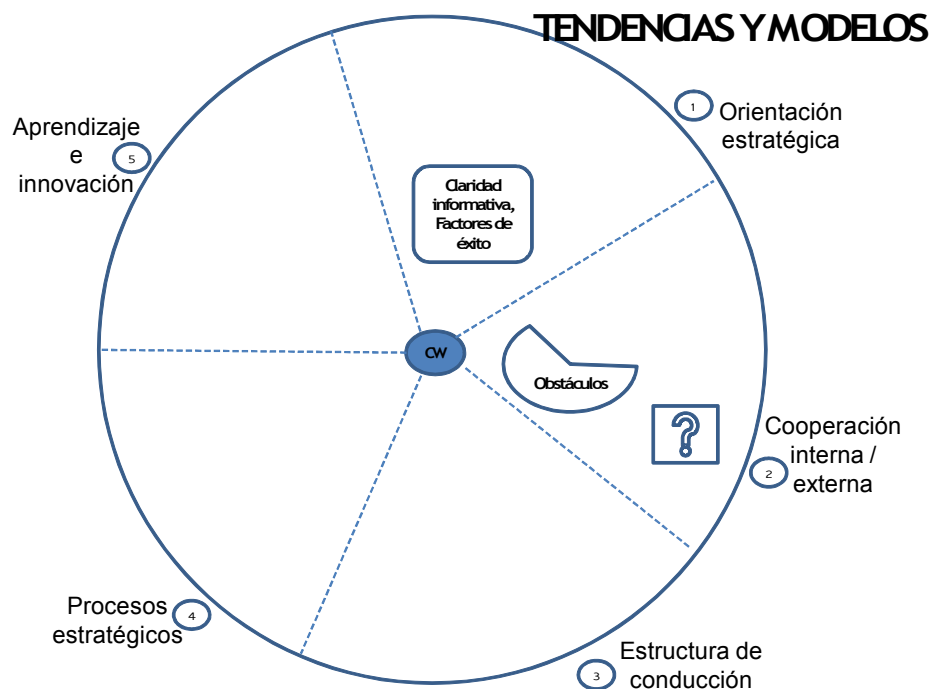 TENDENCIAS Y MODELOS
1
Orientación
estratégica
Aprendizaje
e
innovación
5
Claridad
informativa,
Factores de
éxito
CW
Obstáculos
?
Cooperación
interna /
externa
2
Procesos
estratégicos
4
Estructura de
conducción
3